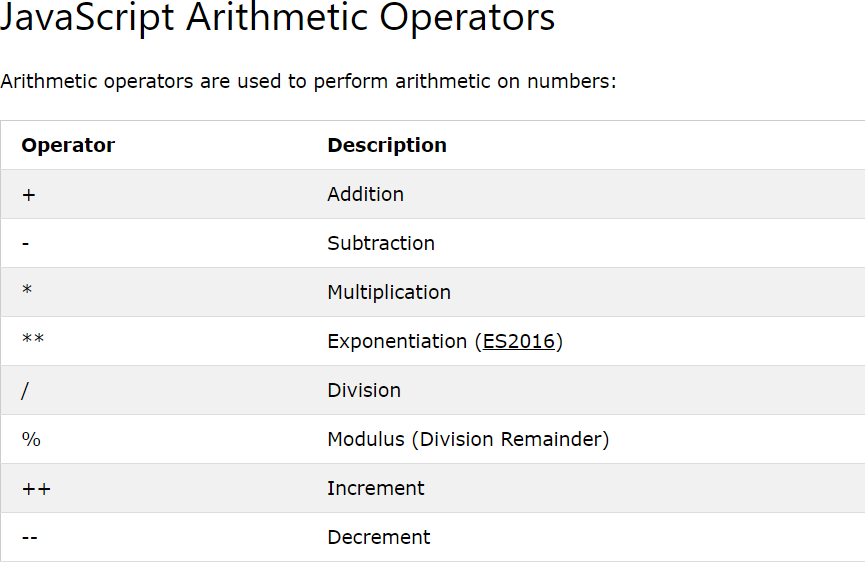 JavaScript Arithmetic Operators
Arithmetic operators are used to perform arithmetic on numbers:
Operator Description
+ Addition
- Subtraction
* Multiplication
** Exponentiation (ES2016)
/ Division
% Modulus (Division Remainder)
++ Increment
-- Decrement